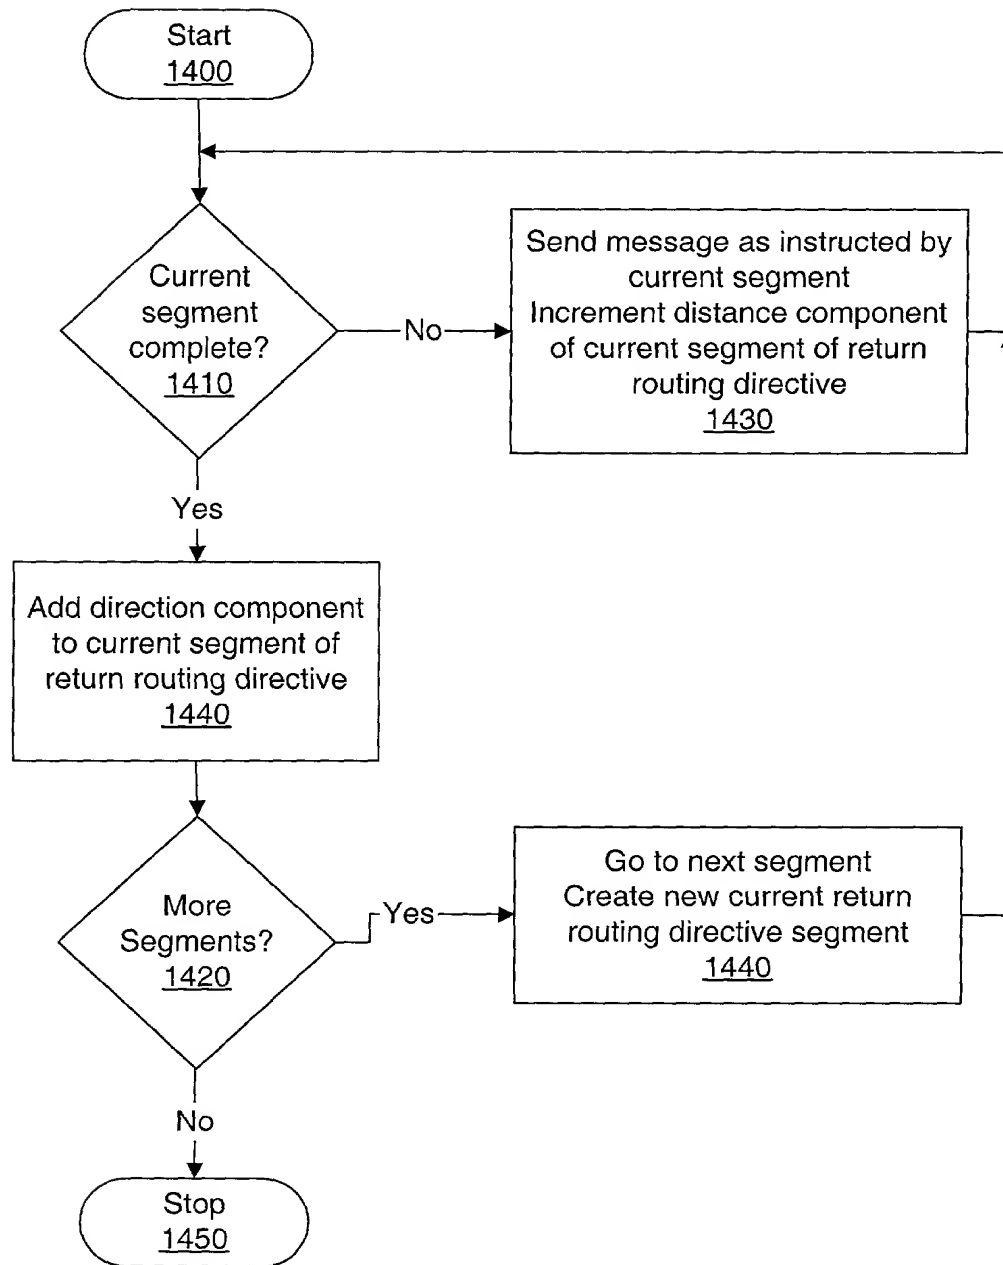 Start
1400
Current
segment
complete?
1410
No
Send message as instructed by
current segment
Increment distance component
of current segment of return
routing directive
1430
Yes
Add direction component
to current segment of
return routing directive
1440
More
Segments?
1420
Yes
Go to next segment
Create new current return
routing directive segment
1440
No
Stop
1450